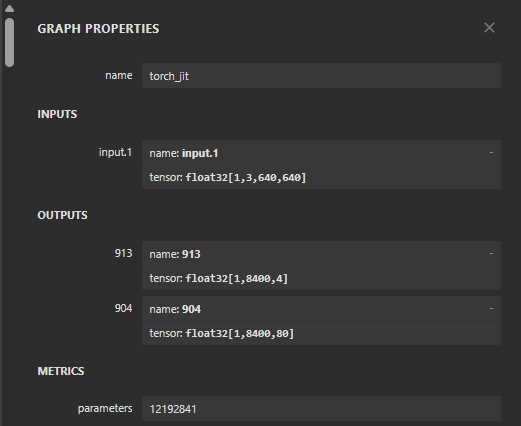 GRAPH PROPERTIES
name torch_jit
INPUTS
input.1 name: input.1 -
tensor: float32[1,3,640,640]
OUTPUTS
913 name: 913 -
tensor: float32[1,8400,4]
904 name: 904 -
tensor: float32[1,8400,80]
METRICS
parameters 12192841